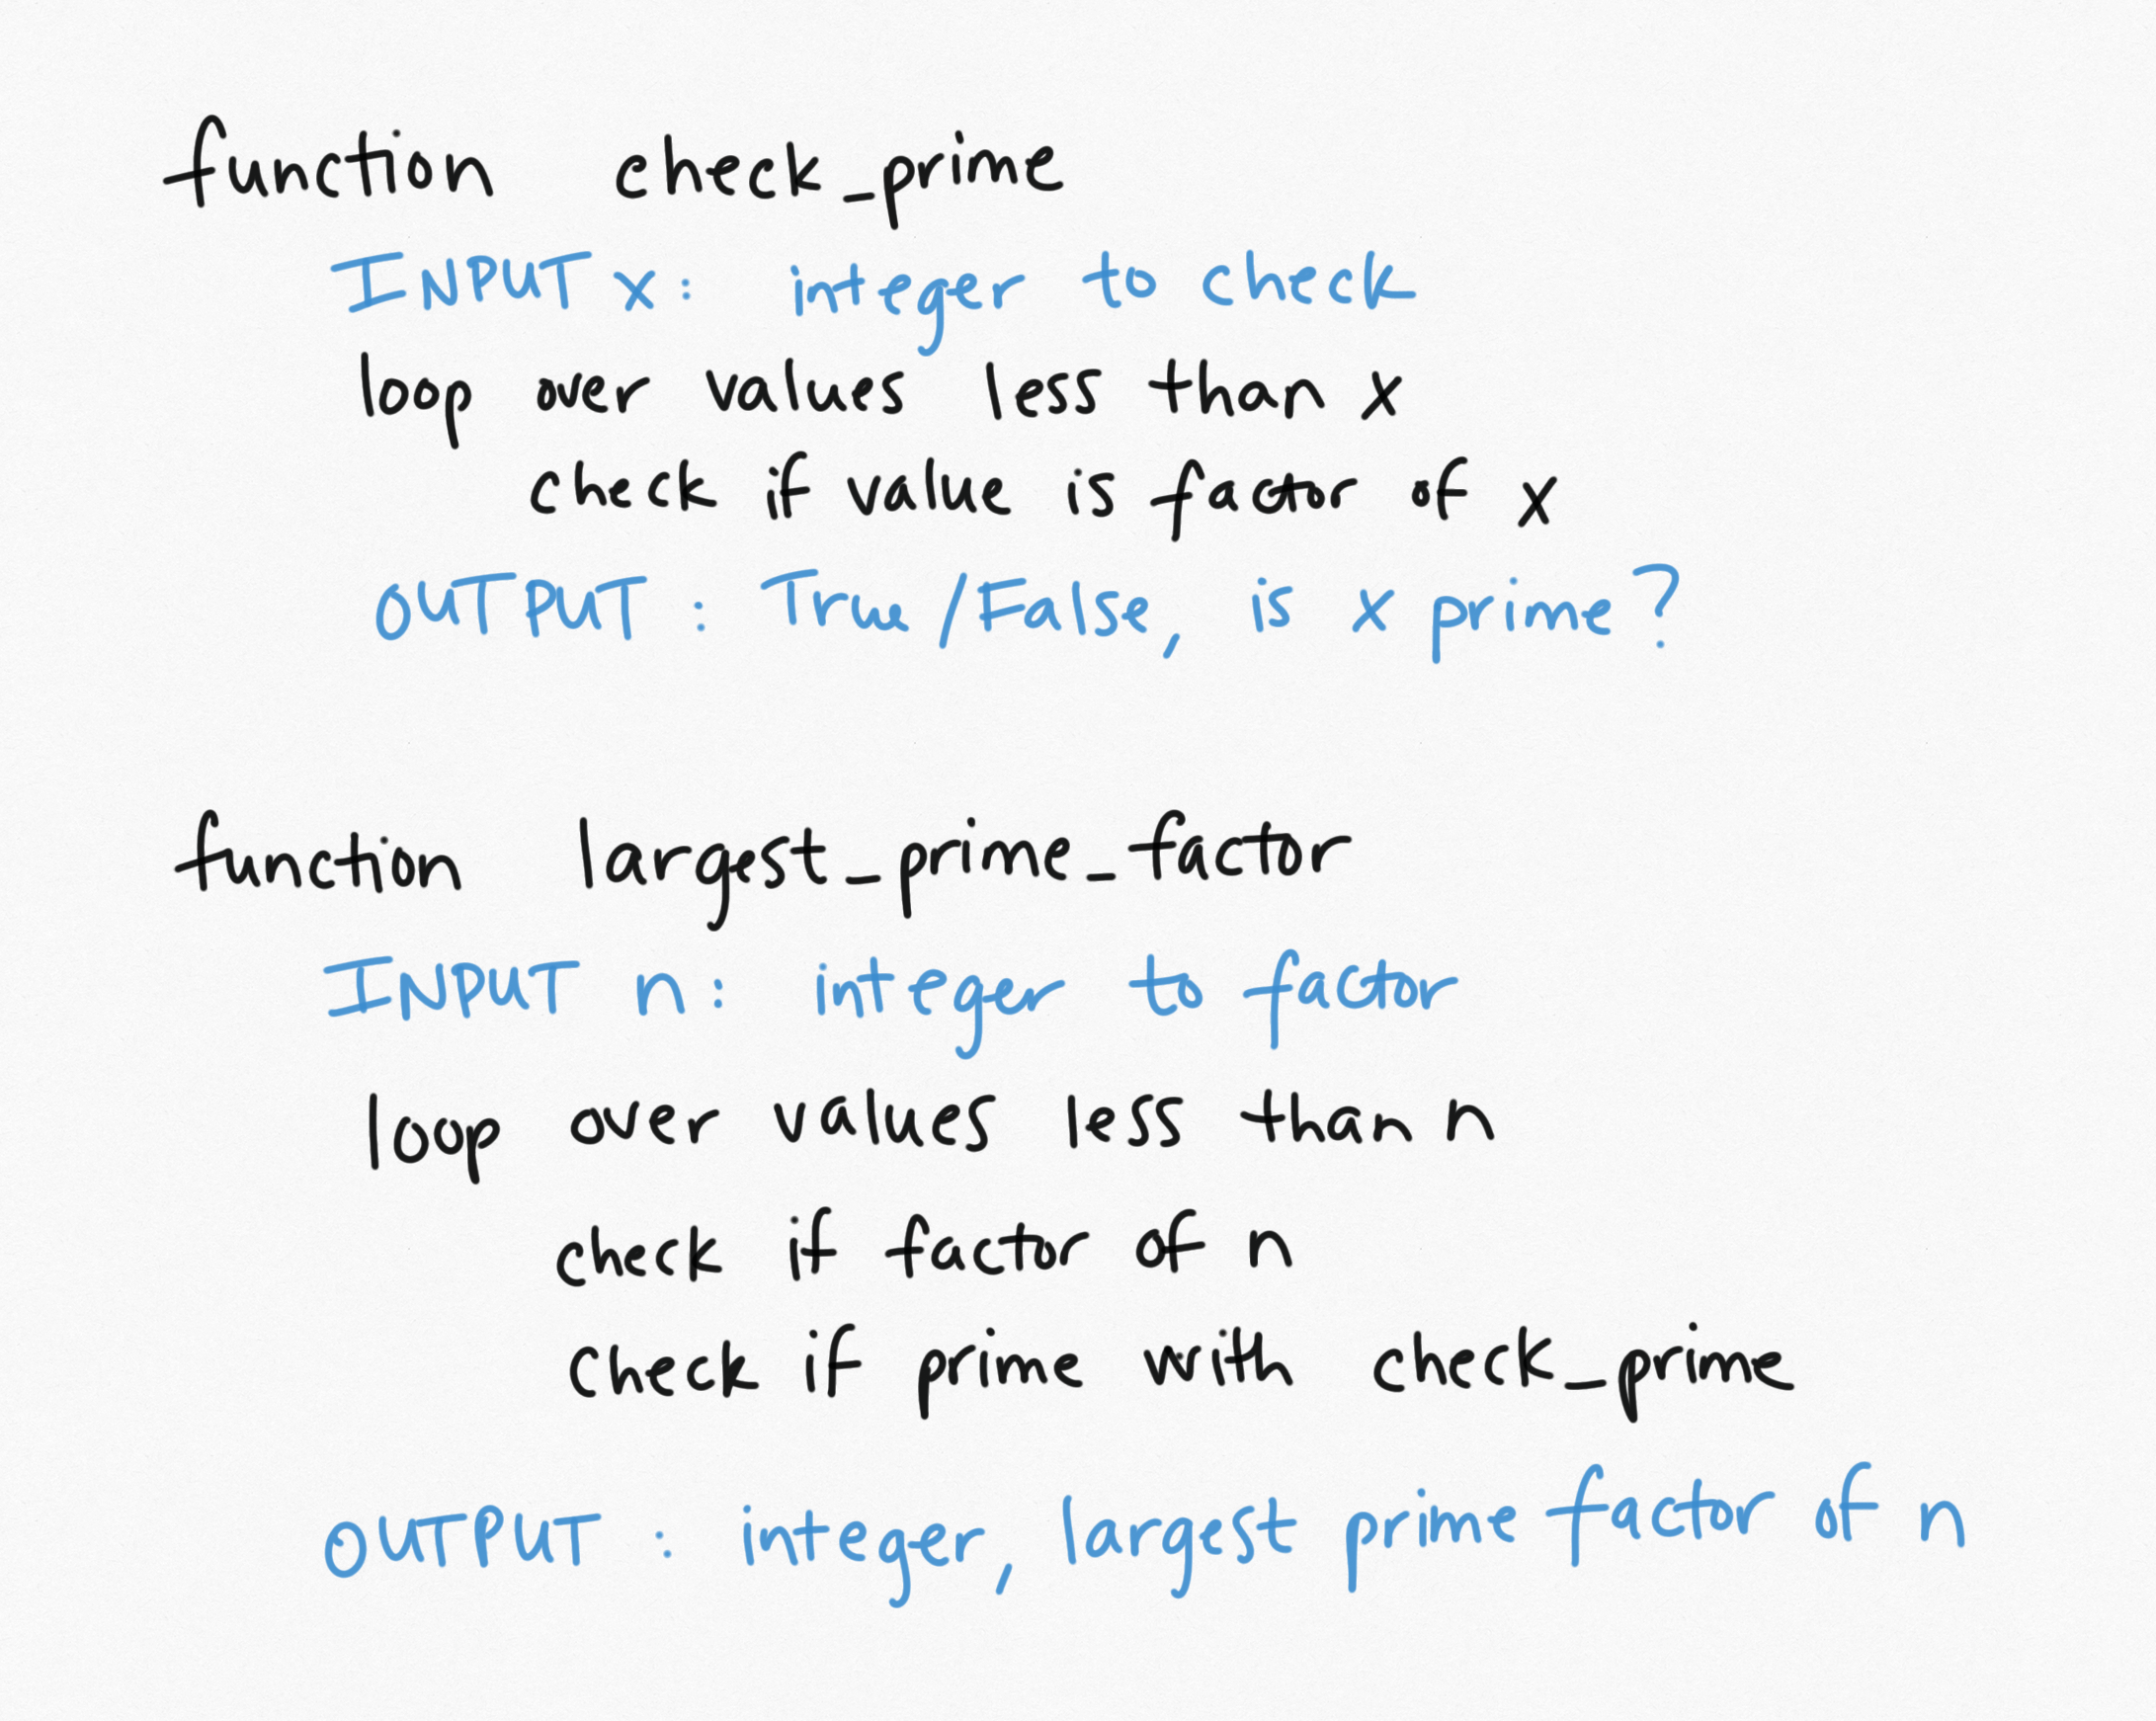 function check_prime
INPUT x: integer to check
loop over values less than x
check if value is factor of x
OUTPUT : True/False, is x prime?
function largest_prime_factor
INPUT n: integer to factor
loop over values less than n
check if factor of n
check if prime with check_prime
OUTPUT : integer, largest prime factor of n